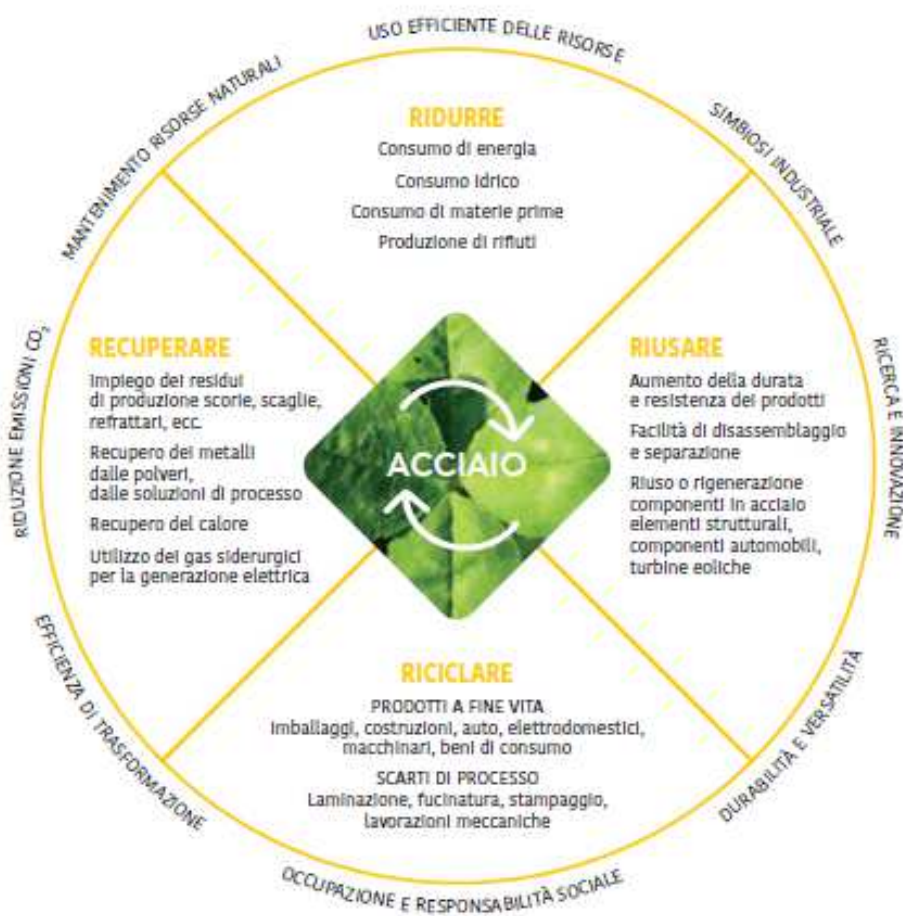 USO EFFICIENTE DELLE RISORSE
SIMBIOSI INDUSTRIALE
RICERCA E INNOVAZIONE
DURABILITÀ E VERSATILITÀ
OCCUPAZIONE E RESPONSABILITÀ SOCIALE
EFFICIENZA DI TRASFORMAZIONE
RIDUZIONE EMISSIONI CO₂
MANTENIMENTO RISORSE NATURALI
RIDURRE
Consumo di energia
Consumo idrico
Consumo di materie prime
Produzione di rifiuti
RECUPERARE
Impiego dei residui
di produzione scorie, scaglie,
refrattari, ecc.
Recupero dei metalli
dalle polveri,
dalle soluzioni di processo
Recupero del calore
Utilizzo dei gas siderurgici
per la generazione elettrica
ACCIAIO
RIUSARE
Aumento della durata
e resistenza dei prodotti
Facilità di disassemblaggio
e separazione
Riuso o rigenerazione
componenti in acciaio
elementi strutturali,
componenti automobili,
turbine eoliche
RICICLARE
PRODOTTI A FINE VITA
Imballaggi, costruzioni, auto, elettrodomestici,
macchinari, beni di consumo
SCARTI DI PROCESSO
Laminazione, fucinatura, stampaggio,
lavorazioni meccaniche